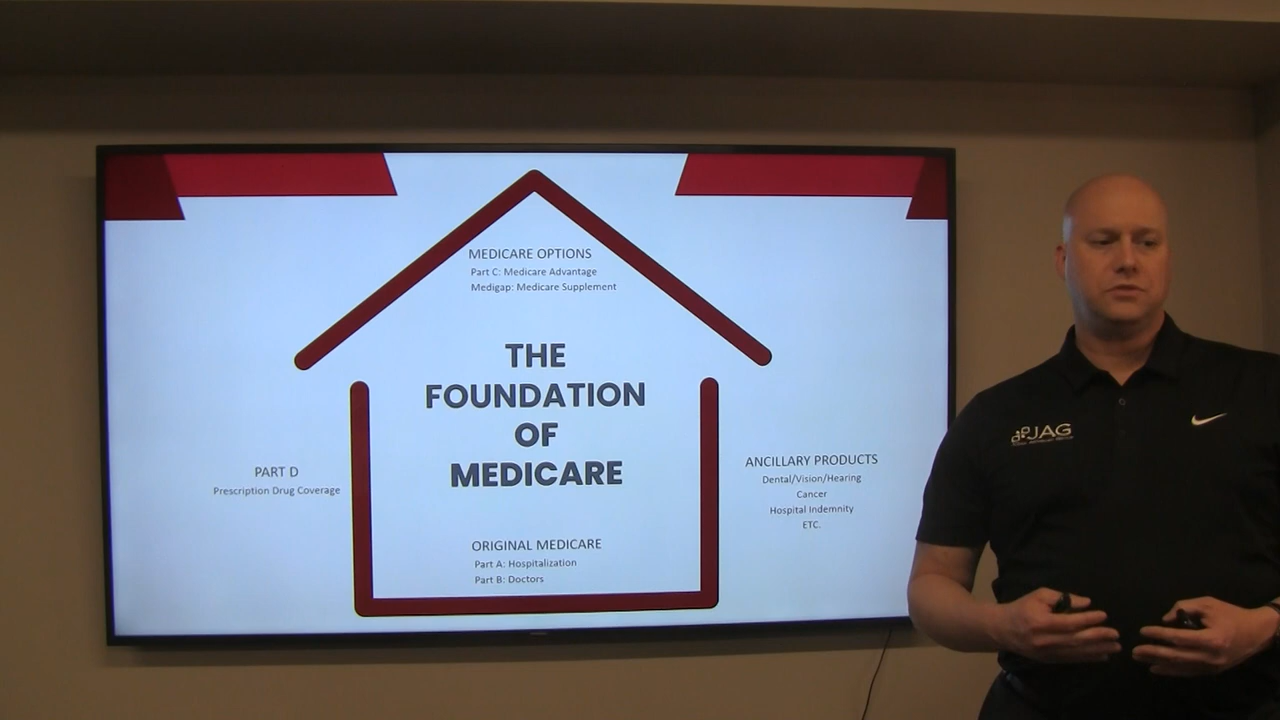 MEDICARE OPTIONS
Part C: Medicare Advantage
Medigap: Medicare Supplement
THE
FOUNDATION
OF
MEDICARE
PART D
Prescription Drug Coverage
ANCILLARY PRODUCTS
Dental/Vision/Hearing
Cancer
Hospital Indemnity
ETC.
ORIGINAL MEDICARE
Part A: Hospitalization
Part B: Doctors
JAG